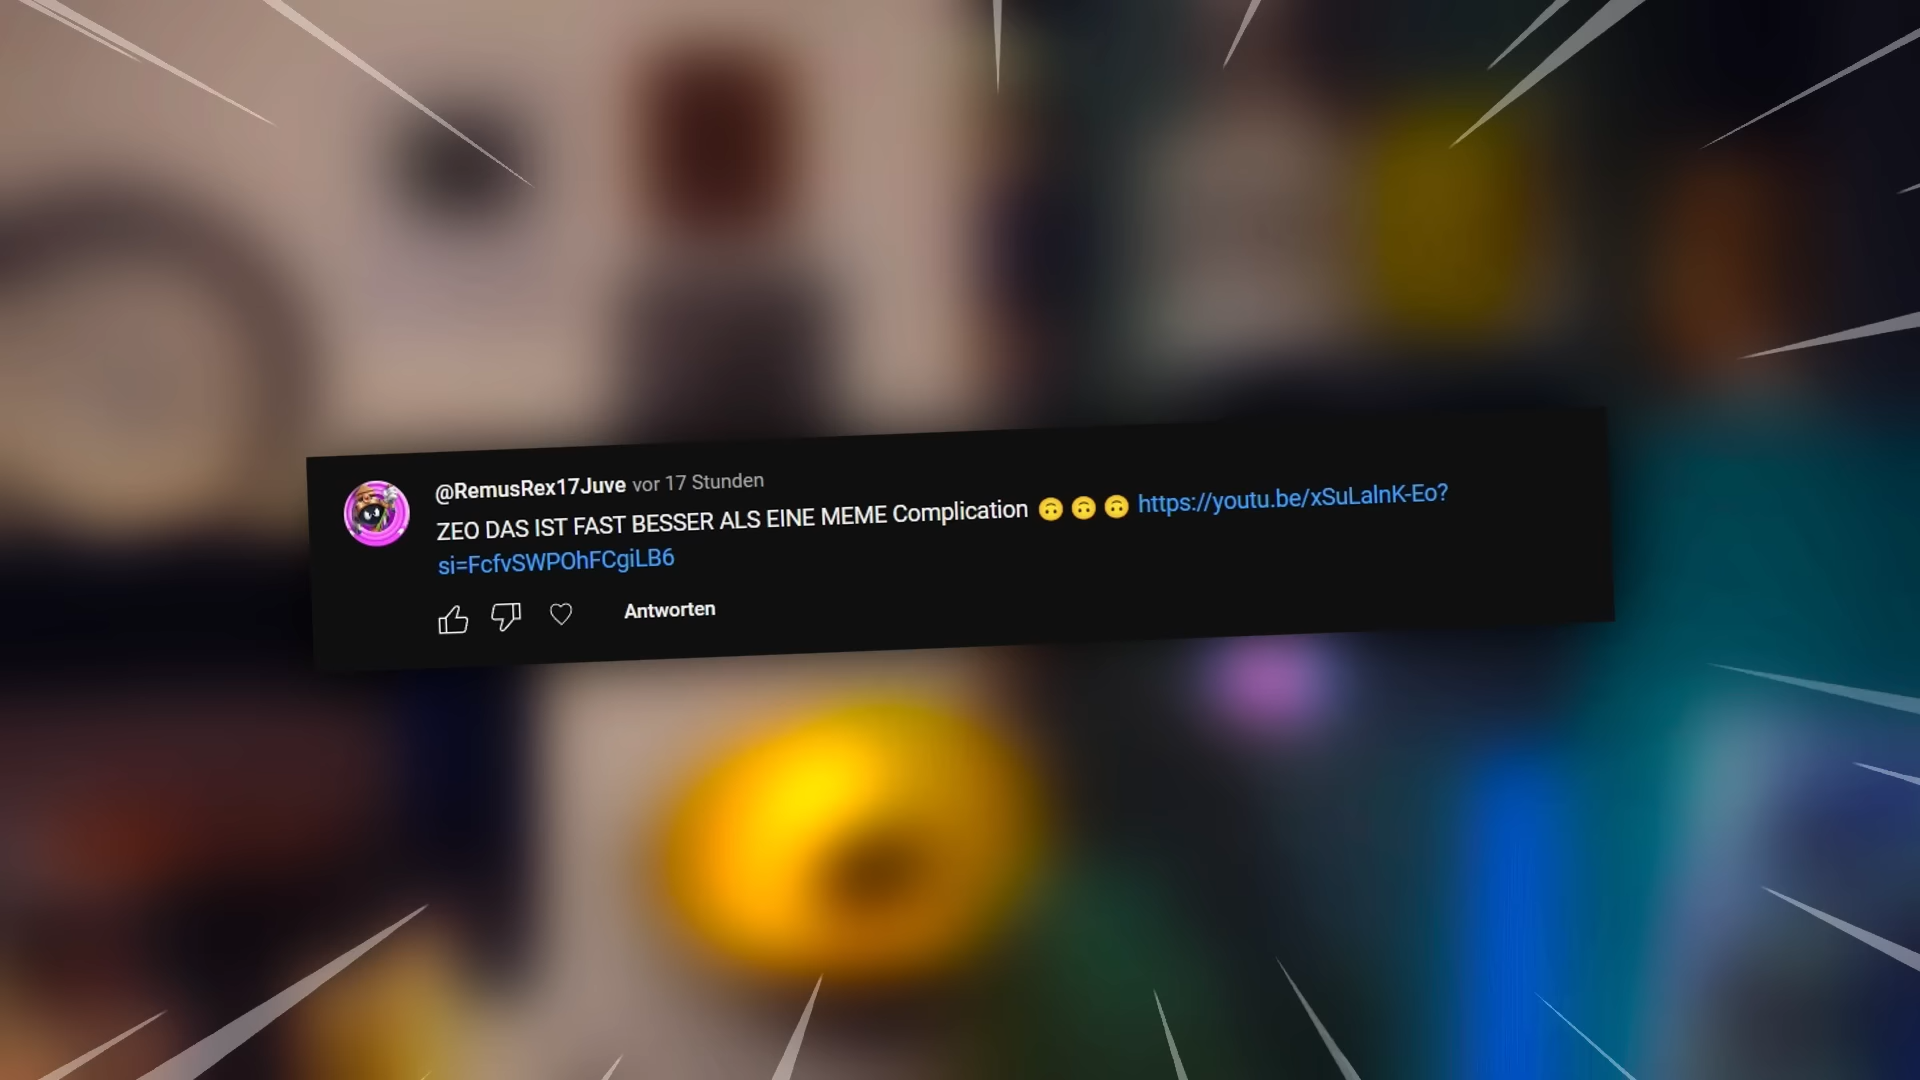 @RemusRex17Juve vor 17 Stunden
ZEO DAS IST FAST BESSER ALS EINE MEME Complication 🙃🙃🙃 https://youtu.be/xSuLalnK-Eo?
si=FcfvSWPOhFCgiLB6
Antworten